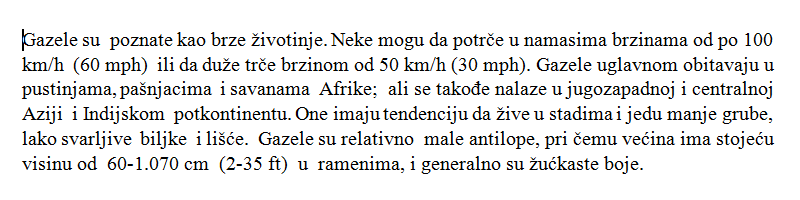 Gazele su poznate kao brze životinje. Neke mogu da potrče u namasima brzinama od po 100
km/h (60 mph) ili da duže trče brzinom od 50 km/h (30 mph). Gazele uglavnom obitavaju u
pustinjama, pašnjacima i savanama Afrike; ali se takođe nalaze u jugozapadnoj i centralnoj
Aziji i Indijskom potkontinentu. One imaju tendenciju da žive u stadima i jedu manje grube,
lako svarljive biljke i lišće. Gazele su relativno male antilope, pri čemu većina ima stojeću
visinu od 60-1.070 cm (2-35 ft) u ramenima, i generalno su žućkaste boje.